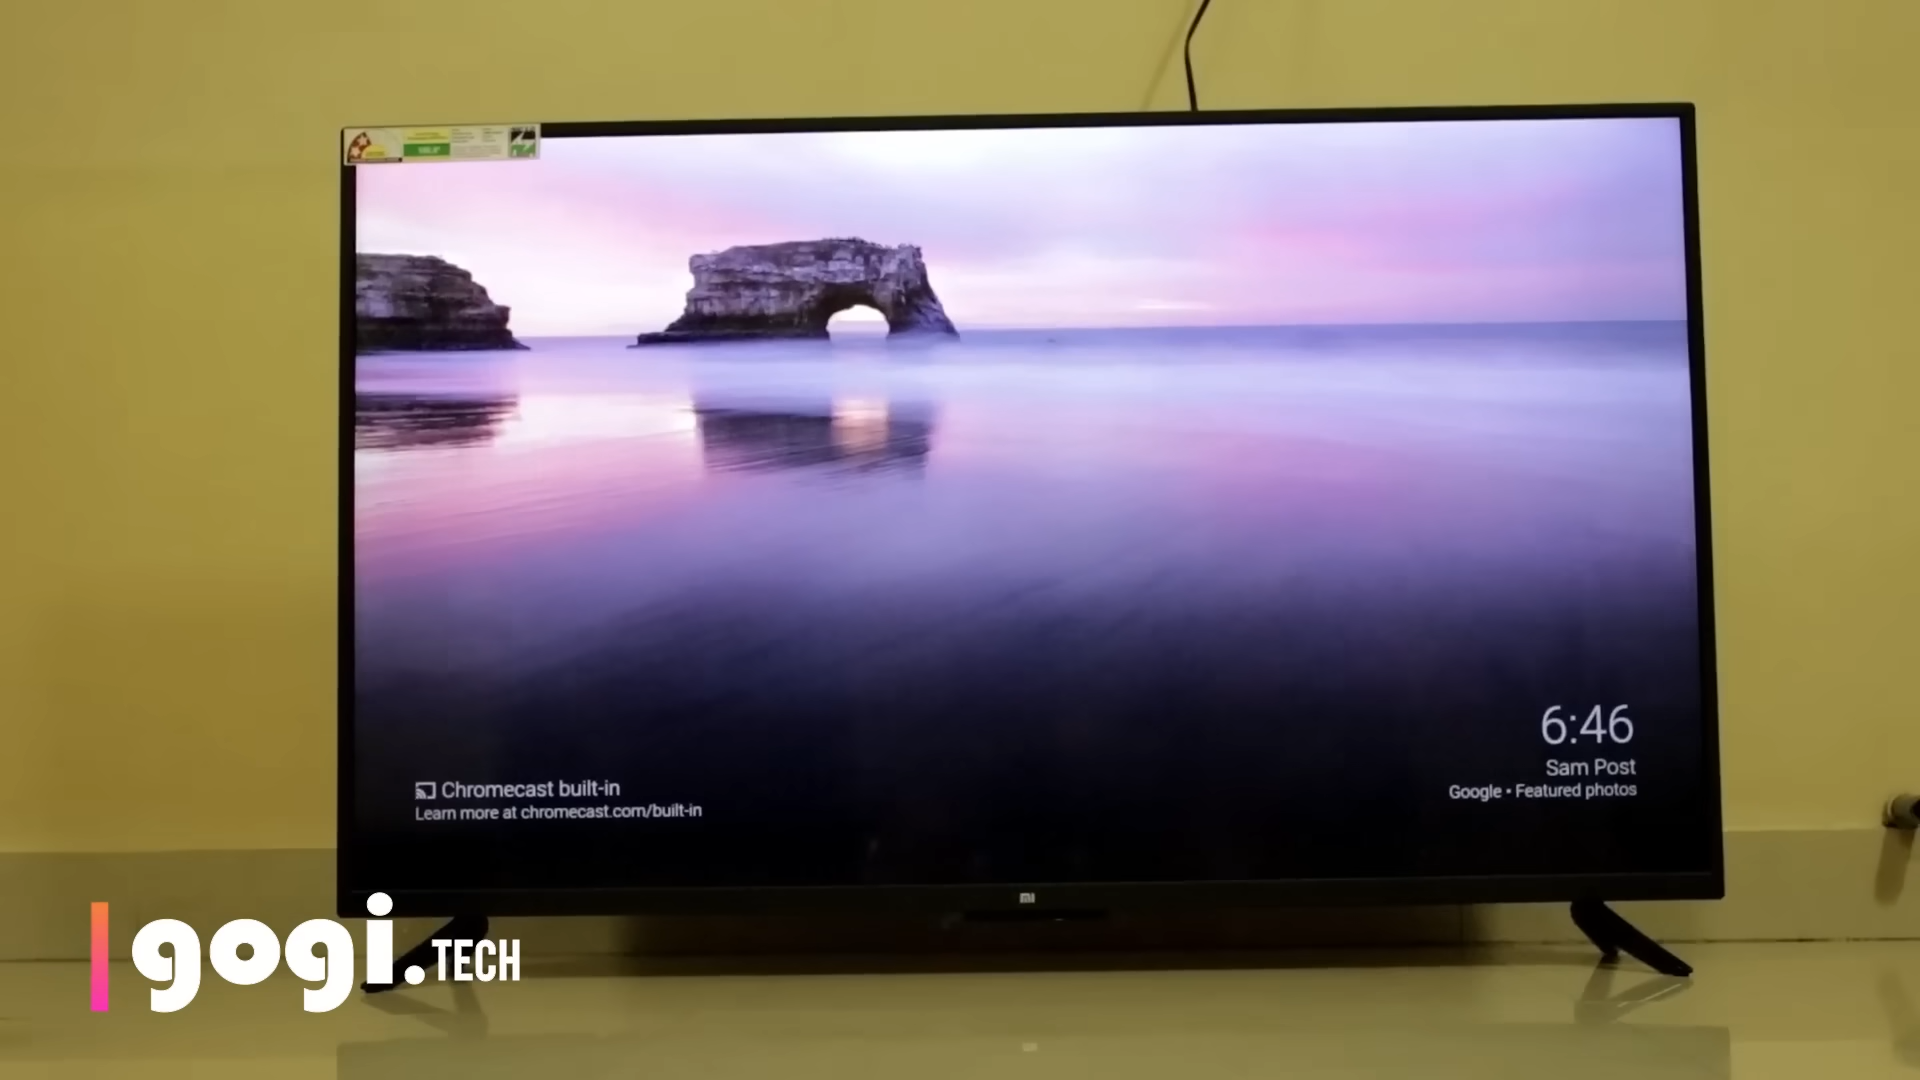 6:46
Sam Post
Google • Featured photos
Chromecast built-in
Learn more at chromecast.com/built-in
mi
gogi.TECH